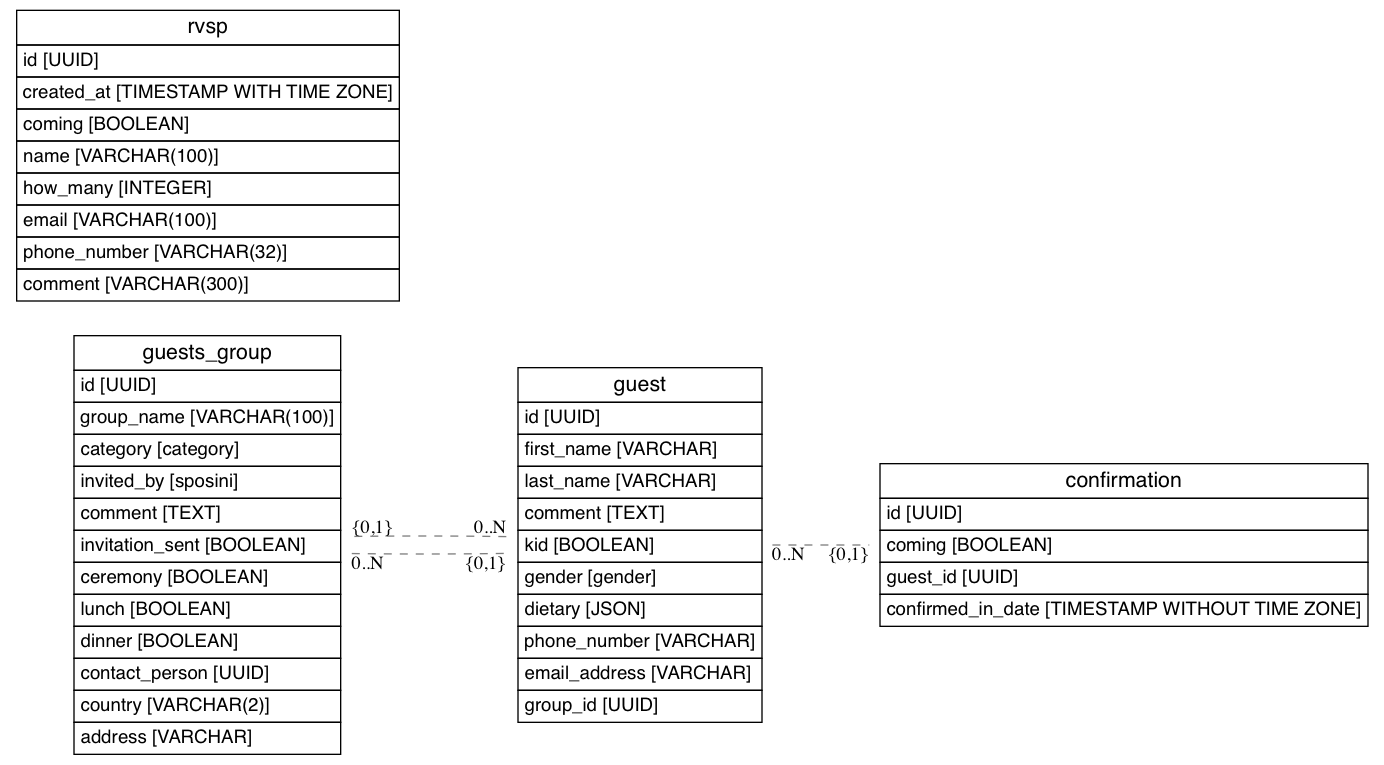 rvsp
id [UUID]
created_at [TIMESTAMP WITH TIME ZONE]
coming [BOOLEAN]
name [VARCHAR(100)]
how_many [INTEGER]
email [VARCHAR(100)]
phone_number [VARCHAR(32)]
comment [VARCHAR(300)]
guests_group
id [UUID]
group_name [VARCHAR(100)]
category [category]
invited_by [sposini]
comment [TEXT]
invitation_sent [BOOLEAN]
ceremony [BOOLEAN]
lunch [BOOLEAN]
dinner [BOOLEAN]
contact_person [UUID]
country [VARCHAR(2)]
address [VARCHAR]
{0,1} 0..N
0..N {0,1}
guest
id [UUID]
first_name [VARCHAR]
last_name [VARCHAR]
comment [TEXT]
kid [BOOLEAN]
gender [gender]
dietary [JSON]
phone_number [VARCHAR]
email_address [VARCHAR]
group_id [UUID]
0..N {0,1}
confirmation
id [UUID]
coming [BOOLEAN]
guest_id [UUID]
confirmed_in_date [TIMESTAMP WITHOUT TIME ZONE]